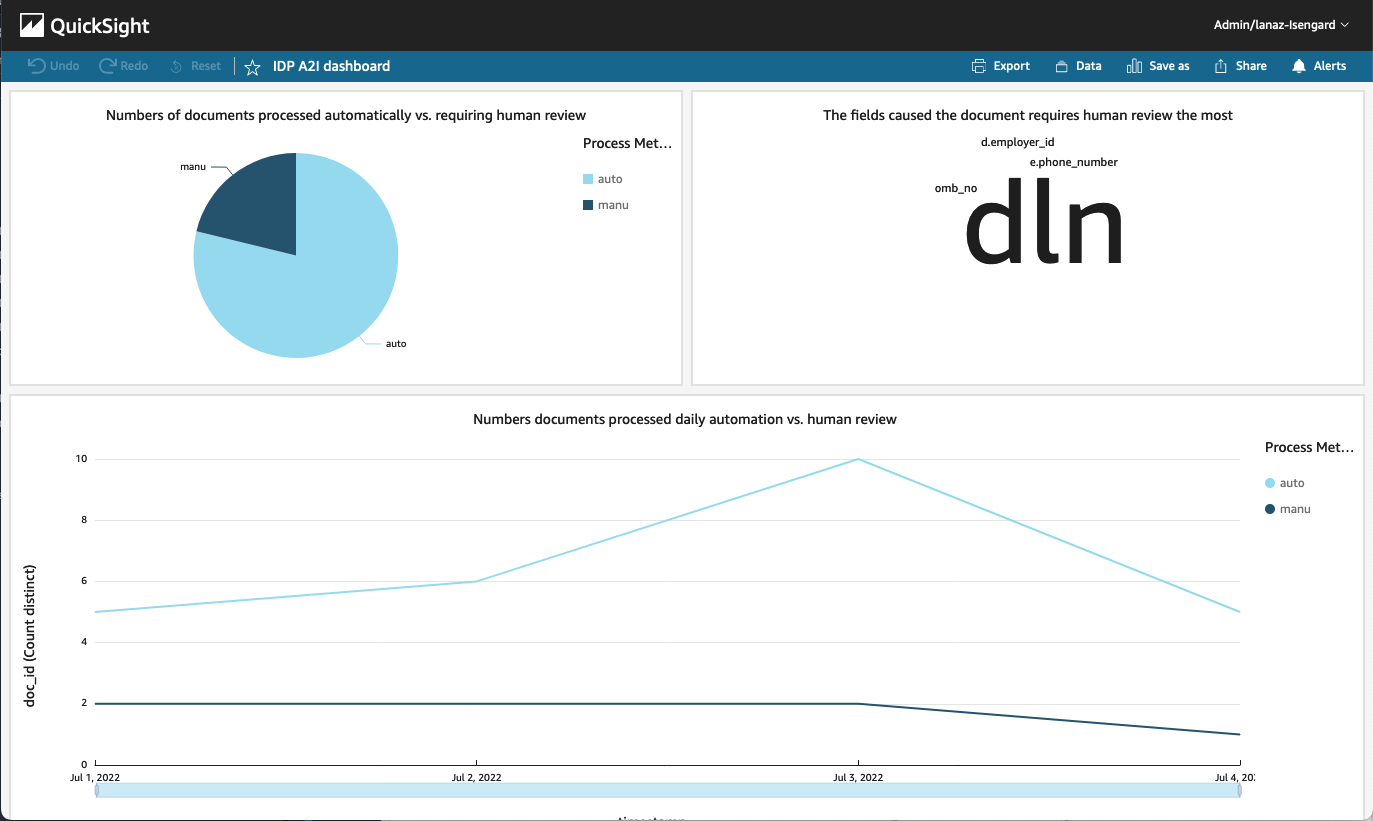 QuickSight
Admin/lanaz-Isengard
Undo
Redo
Reset
IDP A2I dashboard
Export
Data
Save as
Share
Alerts
Numbers of documents processed automatically vs. requiring human review
Process Met...
auto
manu
manu
auto
The fields caused the document requires human review the most
d.employer_id
e.phone_number
omb_no
dln
Numbers documents processed daily automation vs. human review
Process Met...
auto
manu
doc_id (Count distinct)
10
8
6
4
2
0
Jul 1, 2022
Jul 2, 2022
Jul 3, 2022
Jul 4,